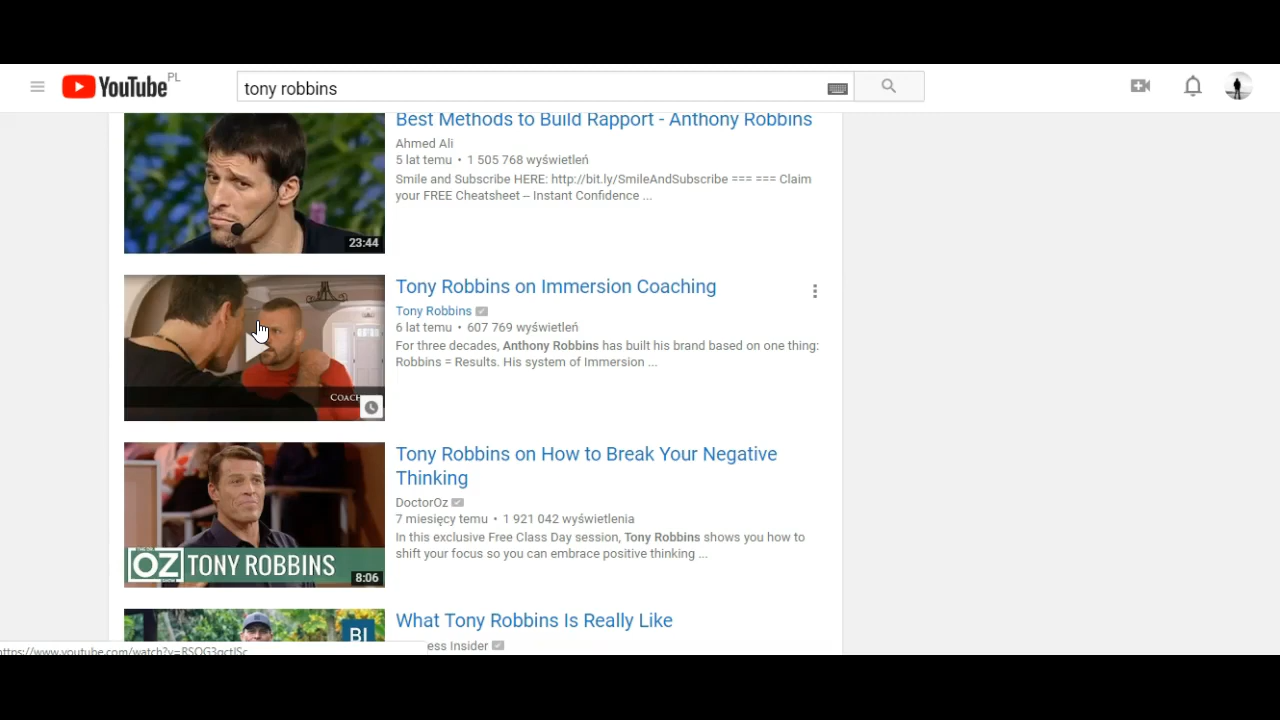 YouTube PL
tony robbins
Best Methods to Build Rapport - Anthony Robbins
Ahmed Ali
5 lat temu • 1 505 768 wyświetleń
Smile and Subscribe HERE: http://bit.ly/SmileAndSubscribe === === Claim
your FREE Cheatsheet – Instant Confidence ...
23:44
Tony Robbins on Immersion Coaching
Tony Robbins
6 lat temu • 607 769 wyświetleń
For three decades, Anthony Robbins has built his brand based on one thing:
Robbins = Results. His system of Immersion ...
COACH
Tony Robbins on How to Break Your Negative
Thinking
DoctorOz
7 miesięcy temu • 1 921 042 wyświetlenia
In this exclusive Free Class Day session, Tony Robbins shows you how to
shift your focus so you can embrace positive thinking ...
OZ TONY ROBBINS
8:06
What Tony Robbins Is Really Like
BI
ess Insider